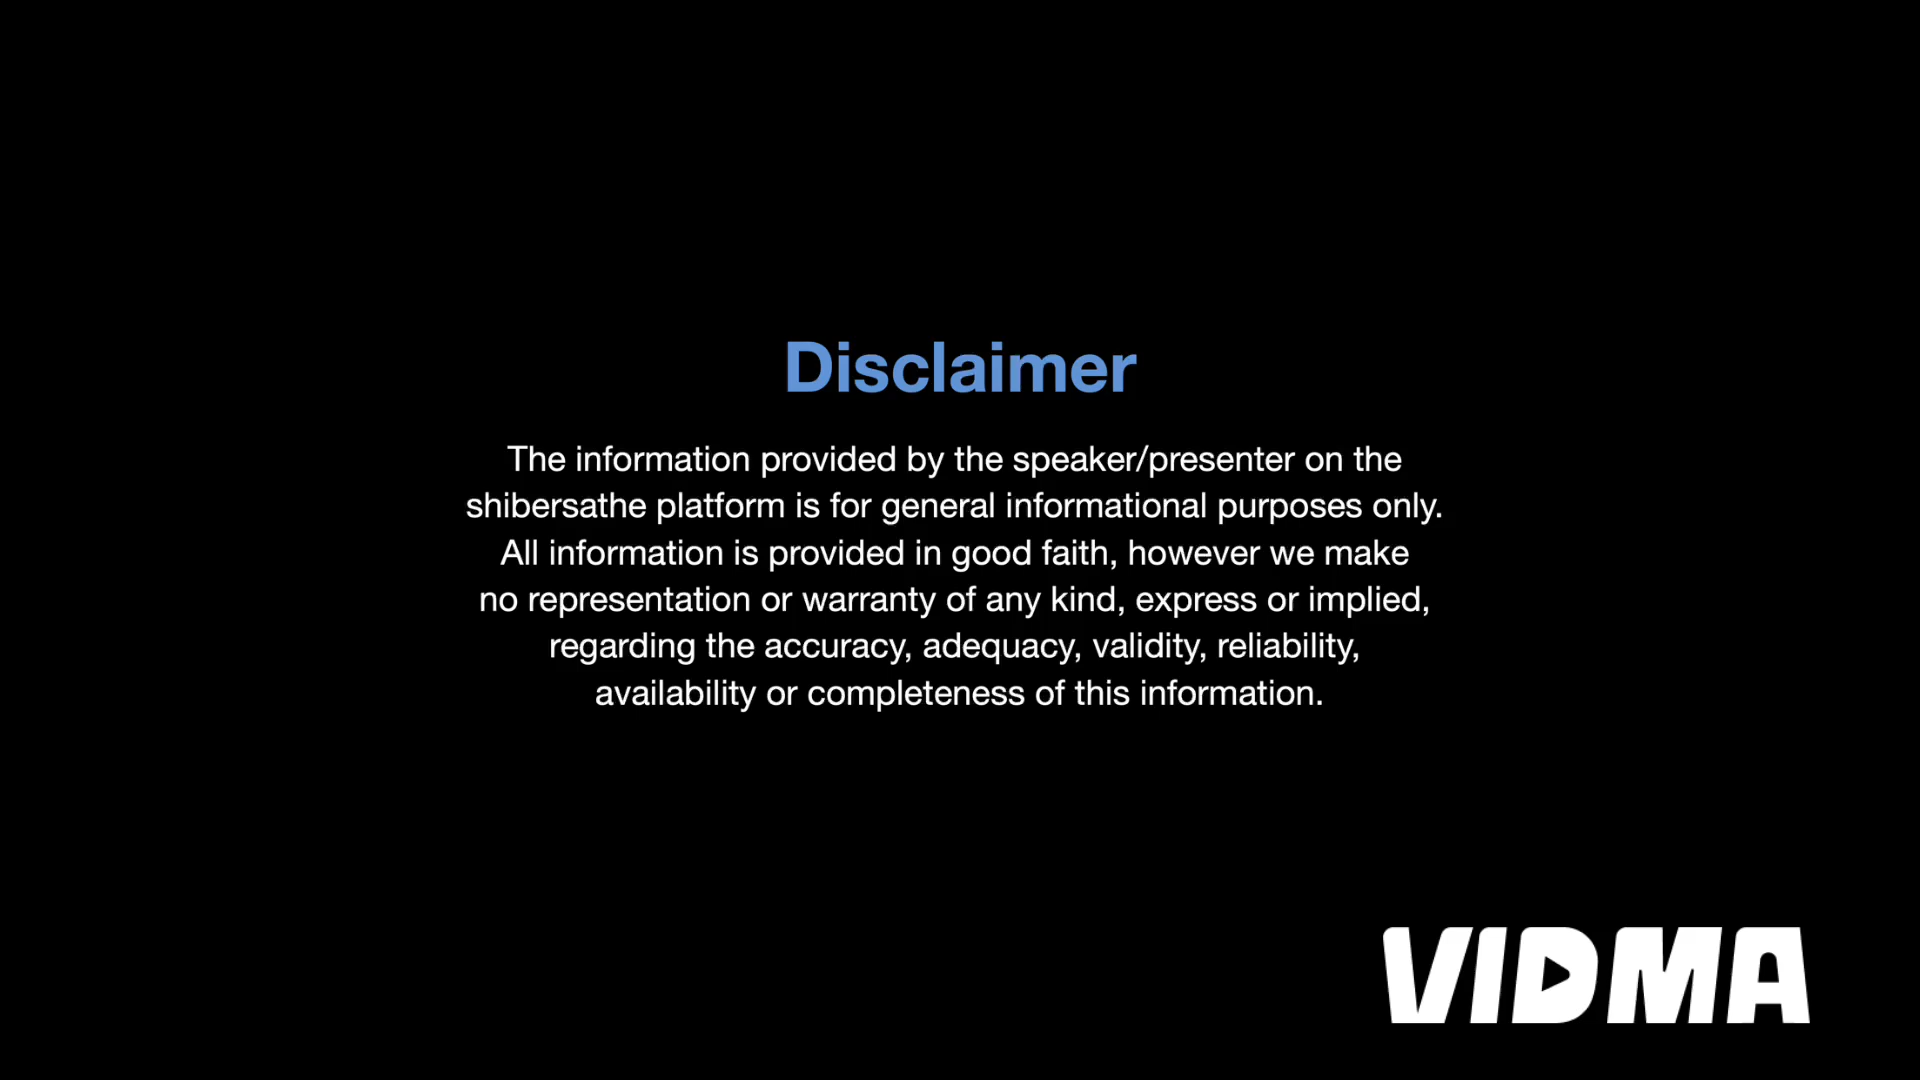 Disclaimer
The information provided by the speaker/presenter on the
shibersathe platform is for general informational purposes only.
All information is provided in good faith, however we make
no representation or warranty of any kind, express or implied,
regarding the accuracy, adequacy, validity, reliability,
availability or completeness of this information.
VIDMA